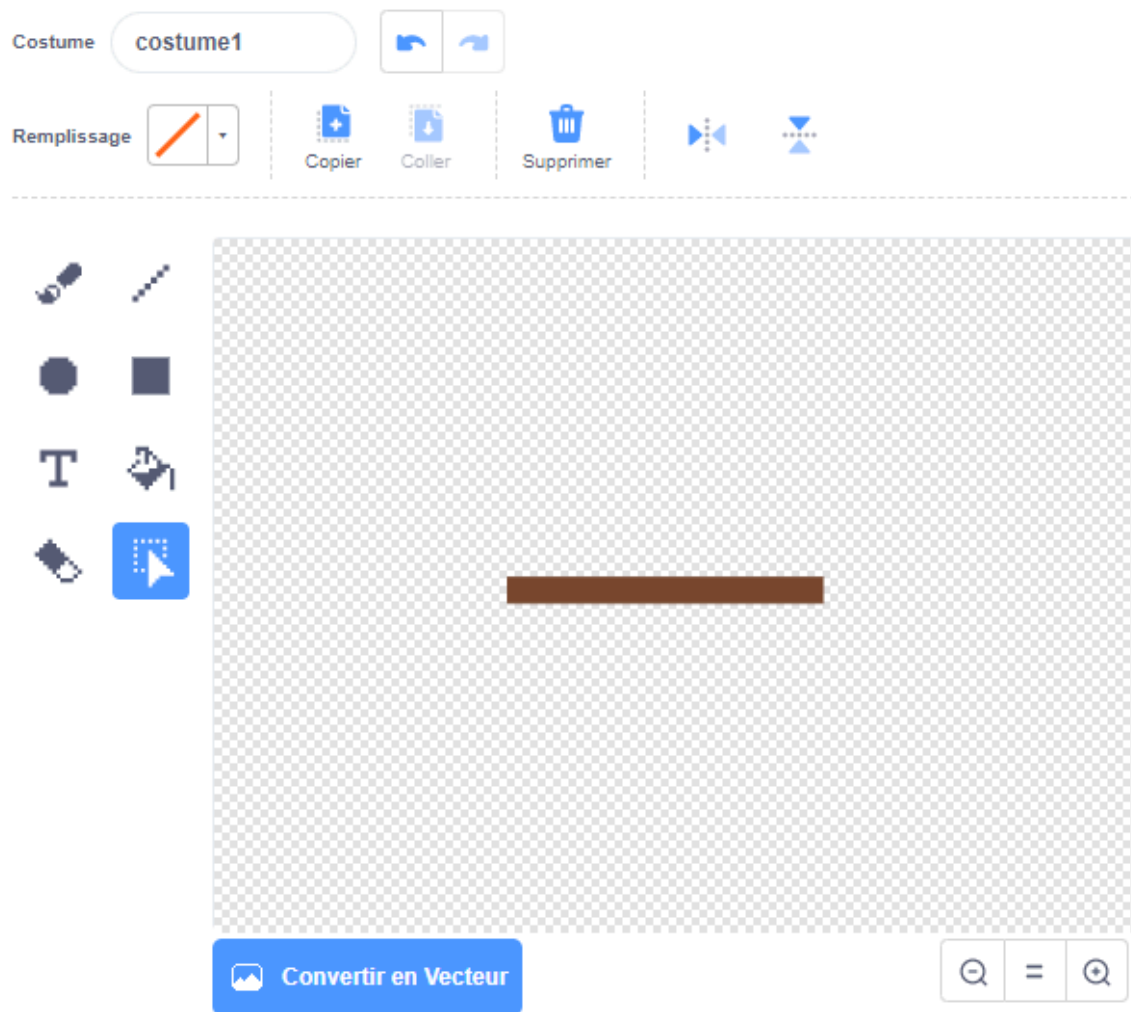 Costume costume1
Remplissage
Copier Coller Supprimer
T
Convertir en Vecteur